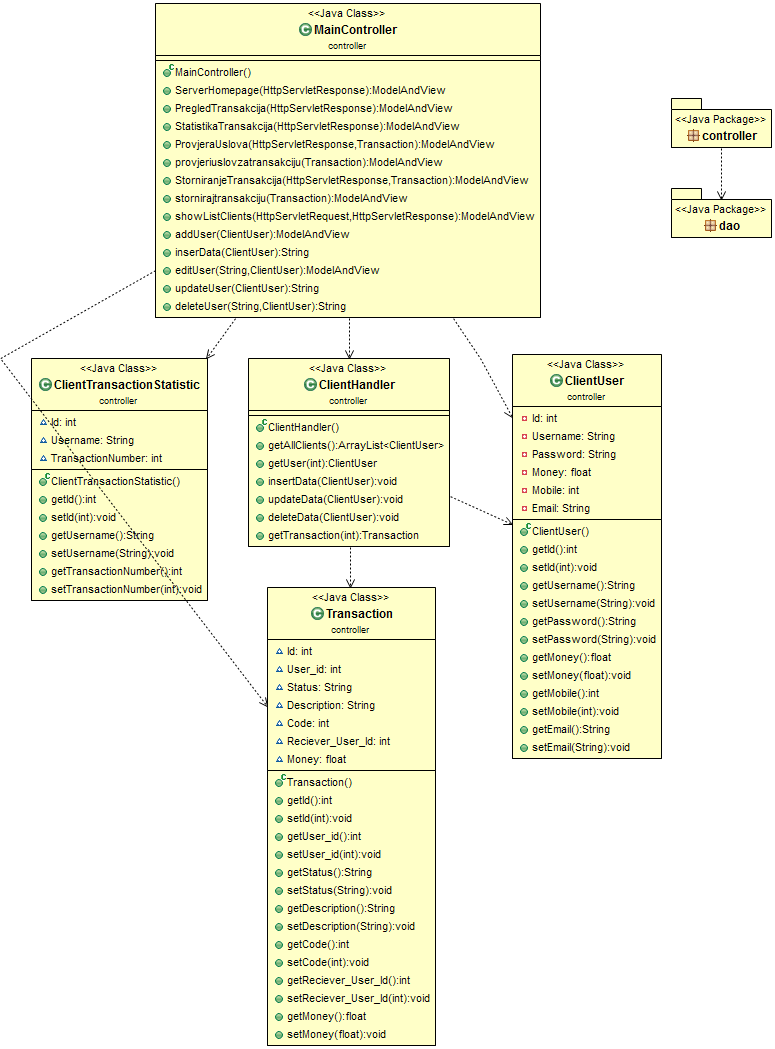 <<Java Class>>
MainController
controller
MainController()
ServerHomepage(HttpServletResponse):ModelAndView
PregledTransakcija(HttpServletResponse):ModelAndView
StatistikaTransakcija(HttpServletResponse):ModelAndView
ProvjeraUslova(HttpServletResponse,Transaction):ModelAndView
provjeriuslovzatransakciju(Transaction):ModelAndView
StorniranjeTransakcija(HttpServletResponse,Transaction):ModelAndView
stornirajtransakciju(Transaction):ModelAndView
showListClients(HttpServletRequest,HttpServletResponse):ModelAndView
addUser(ClientUser):ModelAndView
inserData(ClientUser):String
editUser(String,ClientUser):ModelAndView
updateUser(ClientUser):String
deleteUser(String,ClientUser):String
<<Java Package>>
controller
<<Java Package>>
dao
<<Java Class>>
ClientTransactionStatistic
controller
Id: int
Username: String
TransactionNumber: int
ClientTransactionStatistic()
getId():int
setId(int):void
getUsername():String
setUsername(String):void
getTransactionNumber():int
setTransactionNumber(int):void
<<Java Class>>
ClientHandler
controller
ClientHandler()
getAllClients():ArrayList<ClientUser>
getUser(int):ClientUser
insertData(ClientUser):void
updateData(ClientUser):void
deleteData(ClientUser):void
getTransaction(int):Transaction
<<Java Class>>
ClientUser
controller
Id: int
Username: String
Password: String
Money: float
Mobile: int
Email: String
ClientUser()
getId():int
setId(int):void
getUsername():String
setUsername(String):void
getPassword():String
setPassword(String):void
getMoney():float
setMoney(float):void
getMobile():int
setMobile(int):void
getEmail():String
setEmail(String):void
<<Java Class>>
Transaction
controller
Id: int
User_id: int
Status: String
Description: String
Code: int
Reciever_User_Id: int
Money: float
Transaction()
getId():int
setId(int):void
getUser_id():int
setUser_id(int):void
getStatus():String
setStatus(String):void
getDescription():String
setDescription(String):void
getCode():int
setCode(int):void
getReciever_User_Id():int
setReciever_User_Id(int):void
getMoney():float
setMoney(float):void